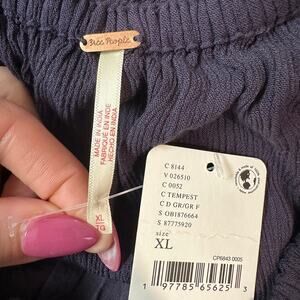 Free People
MADE IN INDIA
FABRIQUÉ EN INDE
HECHO EN INDIA
XL
TG
C 8144
V 026510
C 0052
C TEMPEST
C D GR/GR F
S OB1876664
S 87775920
size
XL
CP6843 0005
1 97785 65625 3